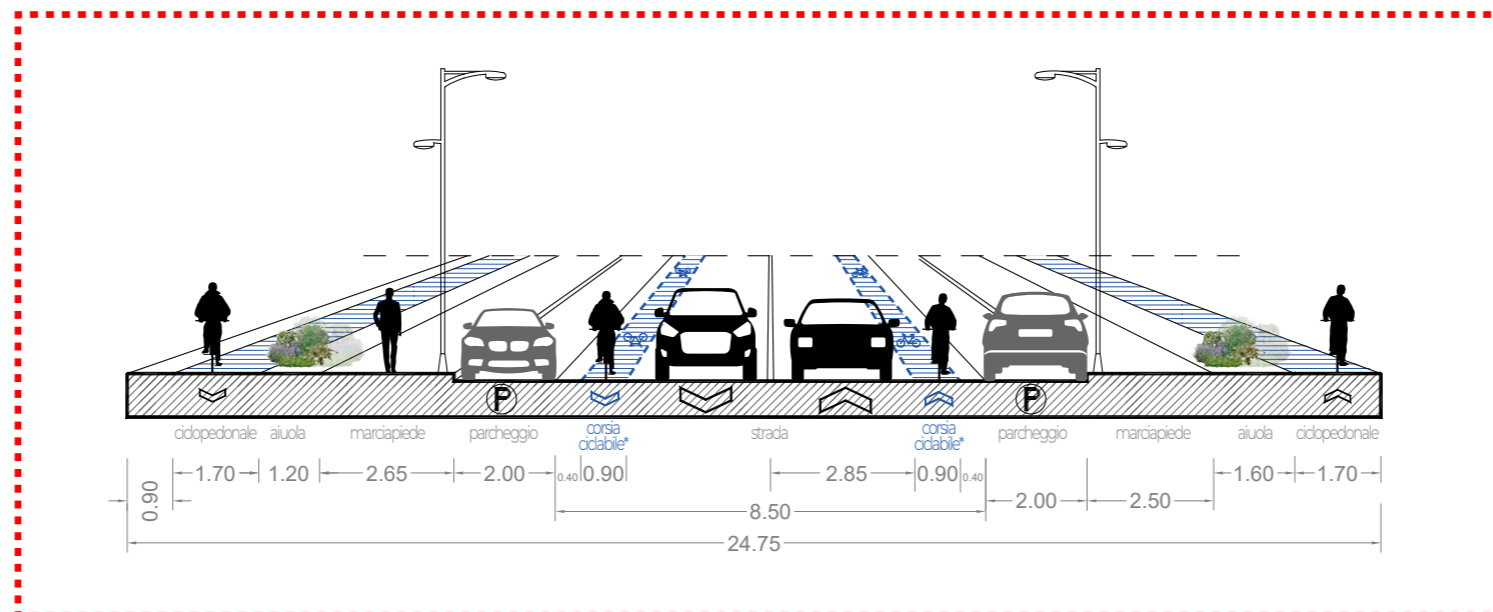 P P
ciclopedonale aiuola marciapiede parcheggio corsia strada corsia parcheggio marciapiede aiuola ciclopedonale
ciclabile* ciclabile*
1.70 1.20 2.65 2.00 0.40 0.90 2.85 0.90 0.40 1.60 1.70
0.90 8.50 2.00 2.50
24.75